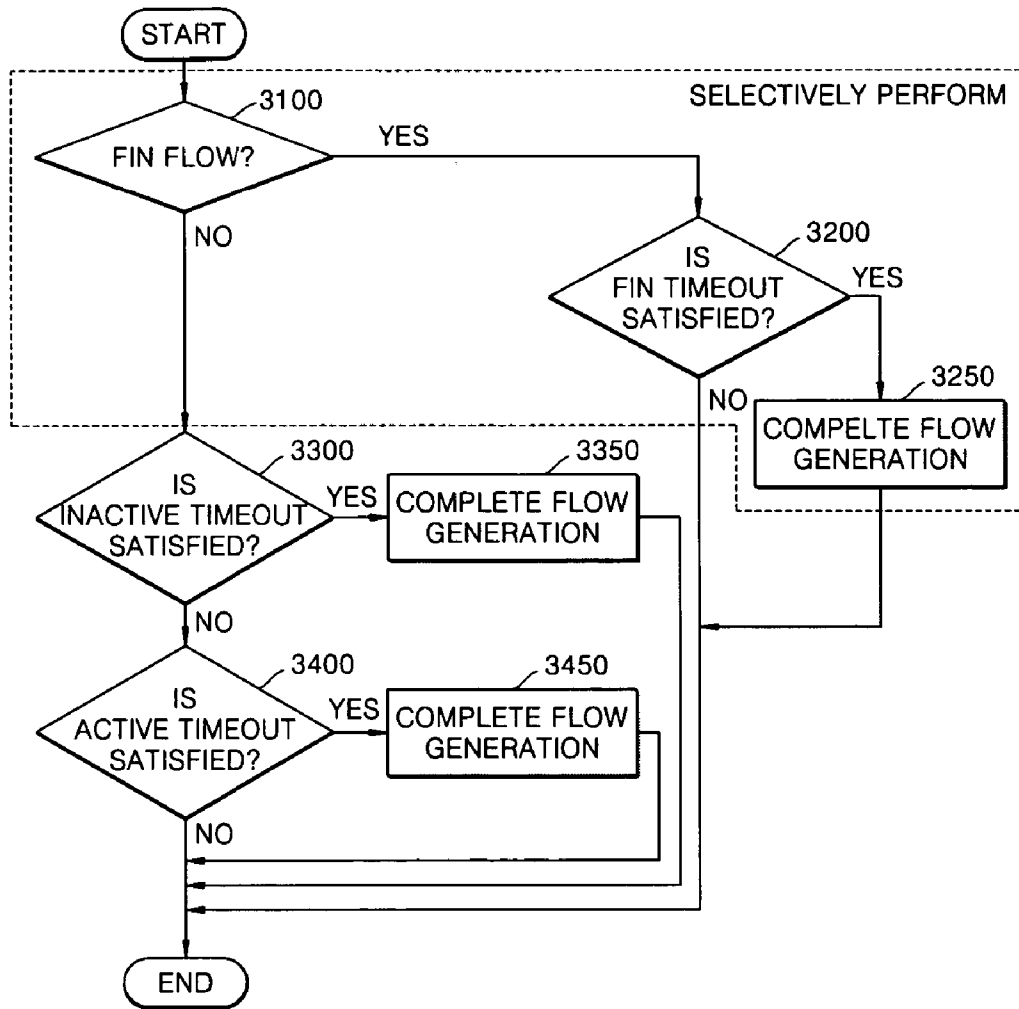 START
SELECTIVELY PERFORM
3100
FIN FLOW?
YES
NO
3200
IS
FIN TIMEOUT
SATISFIED?
YES
NO
3250
COMPELTE FLOW
GENERATION
3300
IS
INACTIVE TIMEOUT
SATISFIED?
YES
3350
COMPLETE FLOW
GENERATION
NO
3400
IS
ACTIVE TIMEOUT
SATISFIED?
YES
3450
COMPLETE FLOW
GENERATION
NO
END